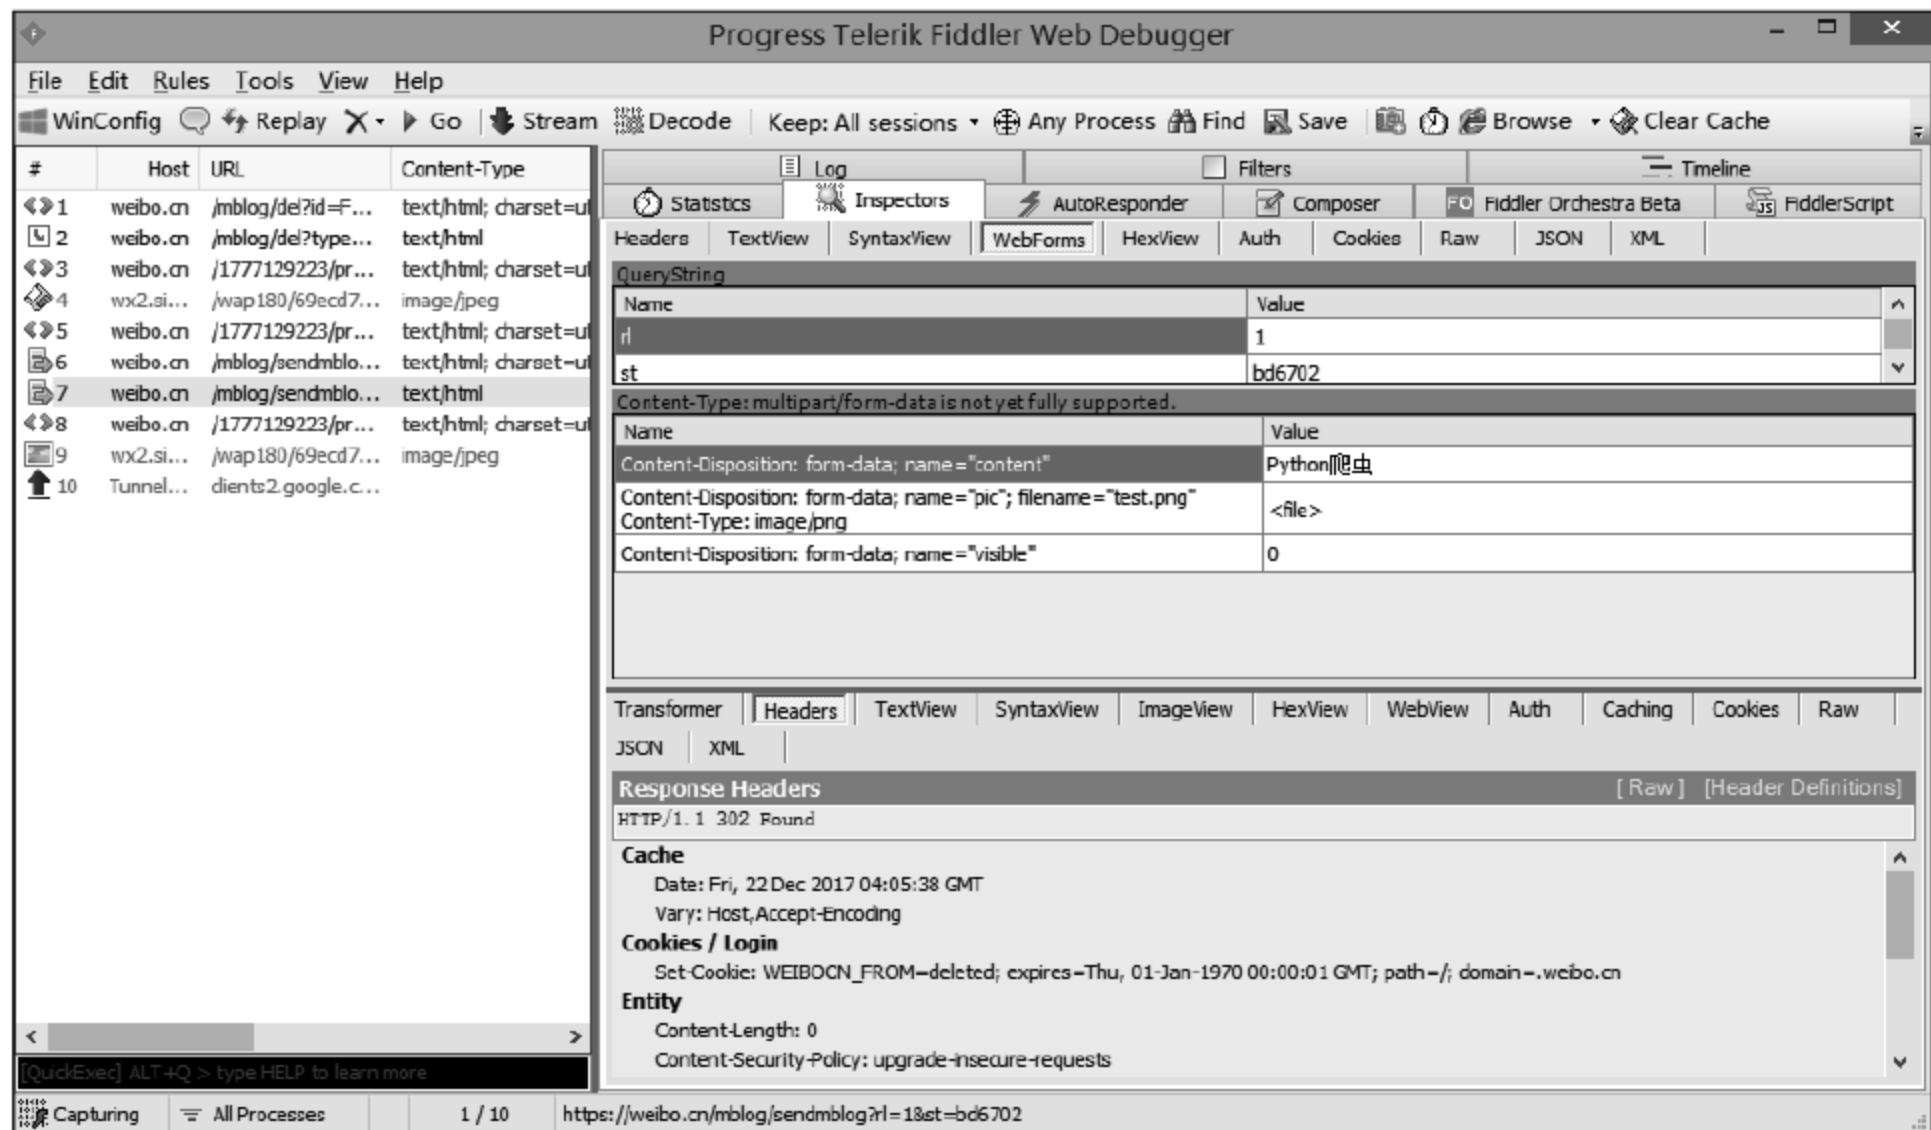 Progress Telerik Fiddler Web Debugger
File Edit Rules Tools View Help
WinConfig Replay Go Stream Decode Keep: All sessions Any Process Find Save Browse Clear Cache
# Host URL Content-Type
1 weibo.cn /mblog/del?id=F... text/html; charset=ut
2 weibo.cn /mblog/del?type... text/html
3 weibo.cn /1777129223/pr... text/html; charset=ut
4 wx2.si... /wap180/69ecd7... image/jpeg
5 weibo.cn /1777129223/pr... text/html; charset=ut
6 weibo.cn /mblog/sendmblo... text/html; charset=ut
7 weibo.cn /mblog/sendmblo... text/html
8 weibo.cn /1777129223/pr... text/html; charset=ut
9 wx2.si... /wap180/69ecd7... image/jpeg
10 Tunnel... clients2.google.c...
[QuickExec] ALT+Q > type HELP to learn more
Log Filters Timeline
Statistics Inspectors AutoResponder Composer FO Fiddler Orchestra Beta JS FiddlerScript
Headers TextView SyntaxView WebForms HexView Auth Cookies Raw JSON XML
QueryString
Name Value
rl 1
st bd6702
Content-Type: multipart/form-data is not yet fully supported.
Name Value
Content-Disposition: form-data; name="content" Python爬虫
Content-Disposition: form-data; name="pic"; filename="test.png"
Content-Type: image/png <file>
Content-Disposition: form-data; name="visible" 0
Transformer Headers TextView SyntaxView ImageView HexView WebView Auth Caching Cookies Raw
JSON XML
Response Headers [ Raw ] [Header Definitions]
HTTP/1.1 302 Found
Cache
Date: Fri, 22 Dec 2017 04:05:38 GMT
Vary: Host,Accept-Encoding
Cookies / Login
Set-Cookie: WEIBOCN_FROM=deleted; expires=Thu, 01-Jan-1970 00:00:01 GMT; path=/; domain=.weibo.cn
Entity
Content-Length: 0
Content-Security-Policy: upgrade-insecure-requests
Capturing All Processes 1 / 10 https://weibo.cn/mblog/sendmblog?rl=1&st=bd6702